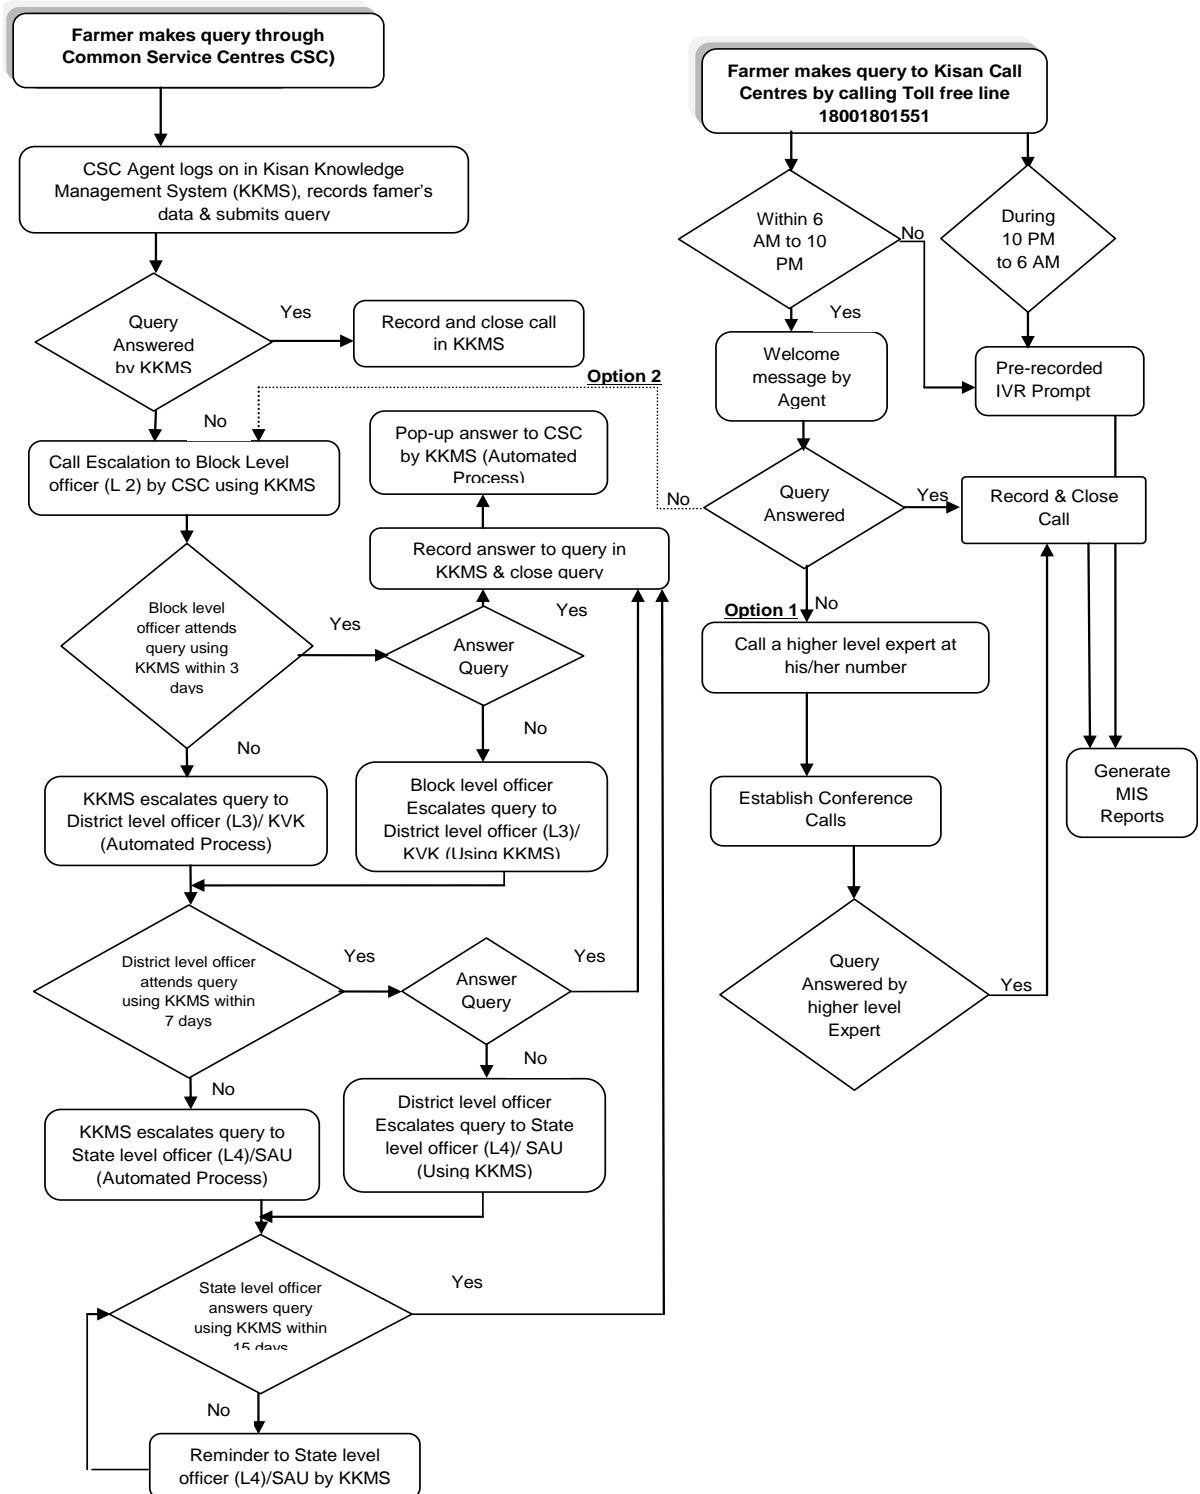 Farmer makes query through
Common Service Centres CSC)
CSC Agent logs on in Kisan Knowledge
Management System (KKMS), records famer’s
data & submits query
Query
Answered
by KKMS
Yes
Record and close call
in KKMS
No
Call Escalation to Block Level
officer (L 2) by CSC using KKMS
Pop-up answer to CSC
by KKMS (Automated
Process)
Record answer to query in
KKMS & close query
Block level
officer attends
query using
KKMS within 3
days
Yes
Answer
Query
Yes
No
No
KKMS escalates query to
District level officer (L3)/ KVK
(Automated Process)
Block level officer
Escalates query to
District level officer (L3)/
KVK (Using KKMS)
District level officer
attends query
using KKMS within
7 days
Yes
Answer
Query
Yes
No
No
KKMS escalates query to
State level officer (L4)/SAU
(Automated Process)
District level officer
Escalates query to State
level officer (L4)/ SAU
(Using KKMS)
State level officer
answers query
using KKMS within
15 days
Yes
No
Reminder to State level
officer (L4)/SAU by KKMS
Farmer makes query to Kisan Call
Centres by calling Toll free line
18001801551
Within 6
AM to 10
PM
No
During
10 PM
to 6 AM
Yes
Welcome
message by
Agent
Pre-recorded
IVR Prompt
Option 2
No
Query
Answered
Yes
Record & Close
Call
Option 1
No
Call a higher level expert at
his/her number
Establish Conference
Calls
Generate
MIS
Reports
Query
Answered by
higher level
Expert
Yes